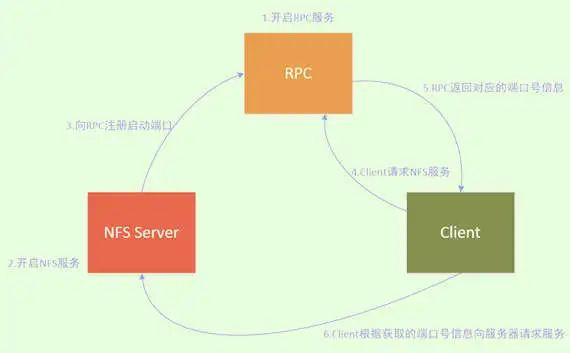 1.开启RPC服务
RPC
5.RPC返回对应的端口号信息
3.向RPC注册启动端口
4.Client请求NFS服务
NFS Server
Client
2.开启NFS服务
6.Client根据获取的端口号信息向服务器请求服务